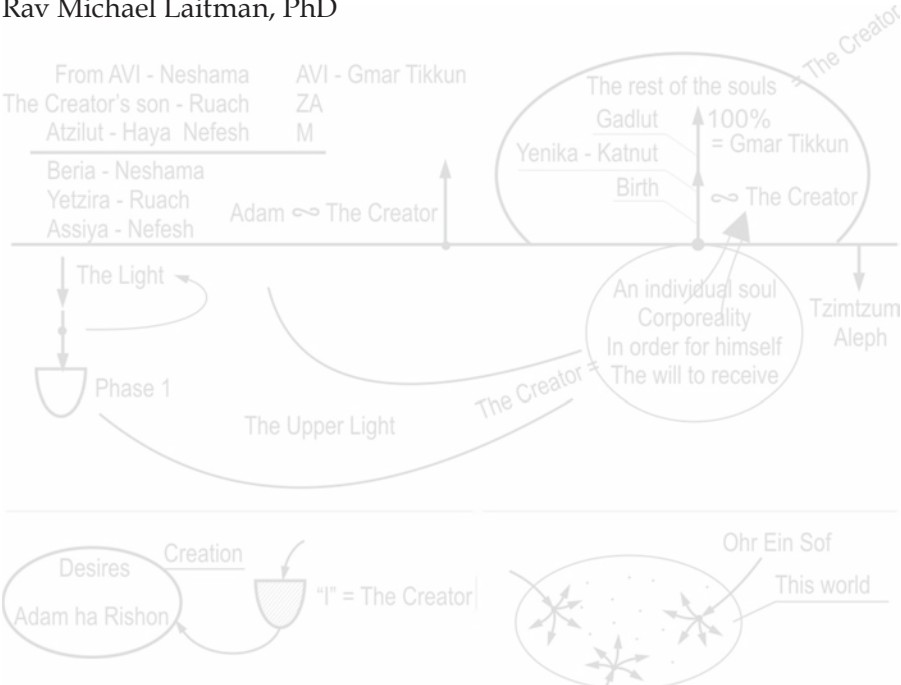 Rav Michael Laitman, PhD
= The Creator
From AVI - Neshama AVI - Gmar Tikkun
The Creator's son - Ruach ZA
Atzilut - Haya Nefesh M
Beria - Neshama
Yetzira - Ruach
Assiya - Nefesh
Adam ∾ The Creator
The rest of the souls
Gadlut 100%
= Gmar Tikkun
Yenika - Katnut
Birth
∾ The Creator
The Light
Phase 1
The Upper Light
The Creator =
An individual soul
Corporeality
In order for himself
The will to receive
Tzimtzum
Aleph
Desires
Creation
Adam ha Rishon
“I” = The Creator
Ohr Ein Sof
This world